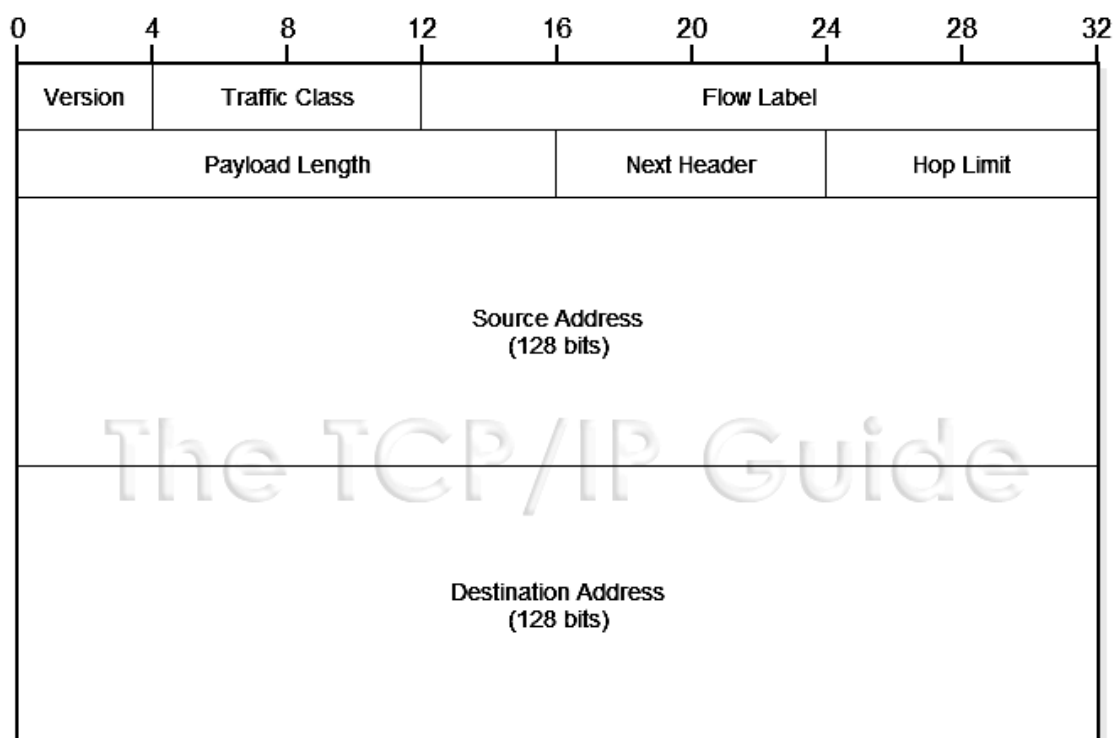 0 4 8 12 16 20 24 28 32
Version Traffic Class Flow Label
Payload Length Next Header Hop Limit
Source Address
(128 bits)
The TCP/IP Guide
Destination Address
(128 bits)